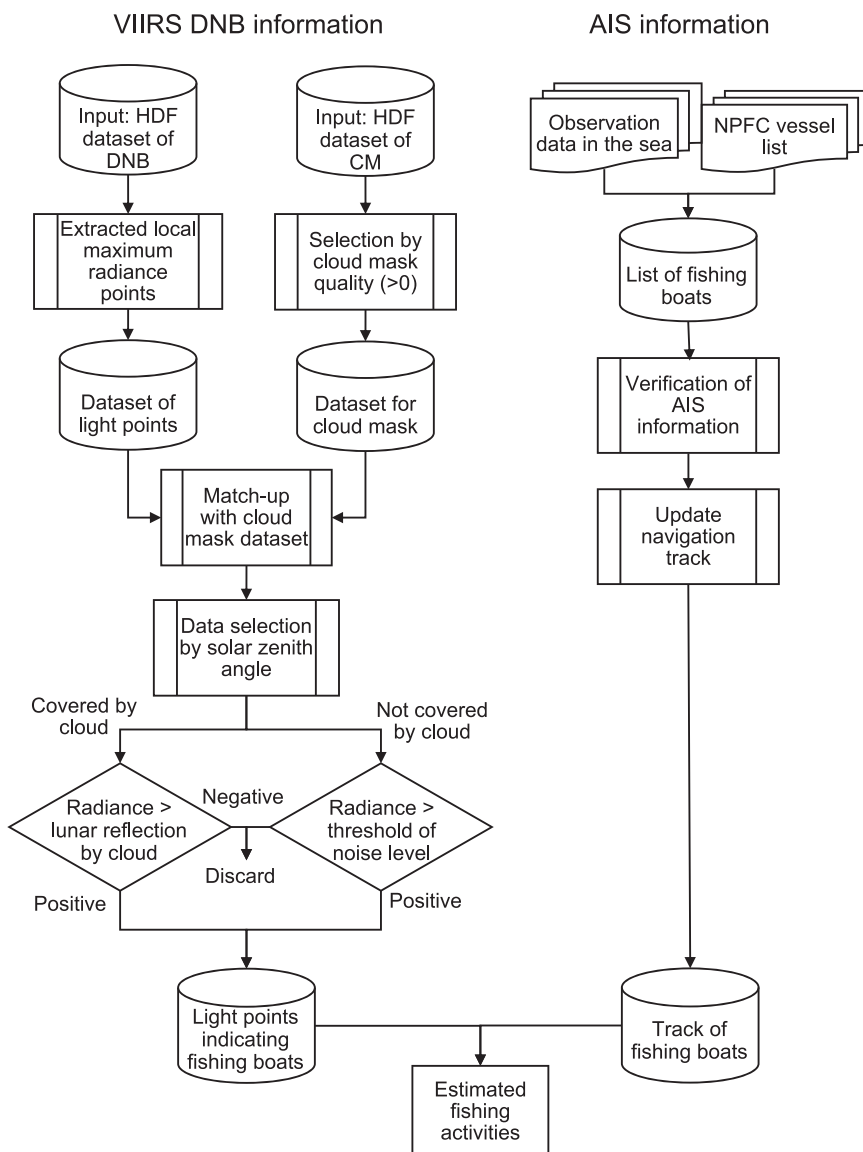 VIIRS DNB information
AIS information
Input: HDF
dataset of
DNB
Input: HDF
dataset of
CM
Observation
data in the sea
NPFC vessel
list
Extracted local
maximum
radiance
points
Selection by
cloud mask
quality (>0)
List of fishing
boats
Dataset of
light points
Dataset for
cloud mask
Verification of
AIS
information
Match-up
with cloud
mask dataset
Update
navigation
track
Data selection
by solar zenith
angle
Covered by
cloud
Not covered
by cloud
Radiance >
lunar reflection
by cloud
Negative
Radiance >
threshold of
noise level
Discard
Positive
Positive
Light points
indicating
fishing boats
Track of
fishing boats
Estimated
fishing
activities